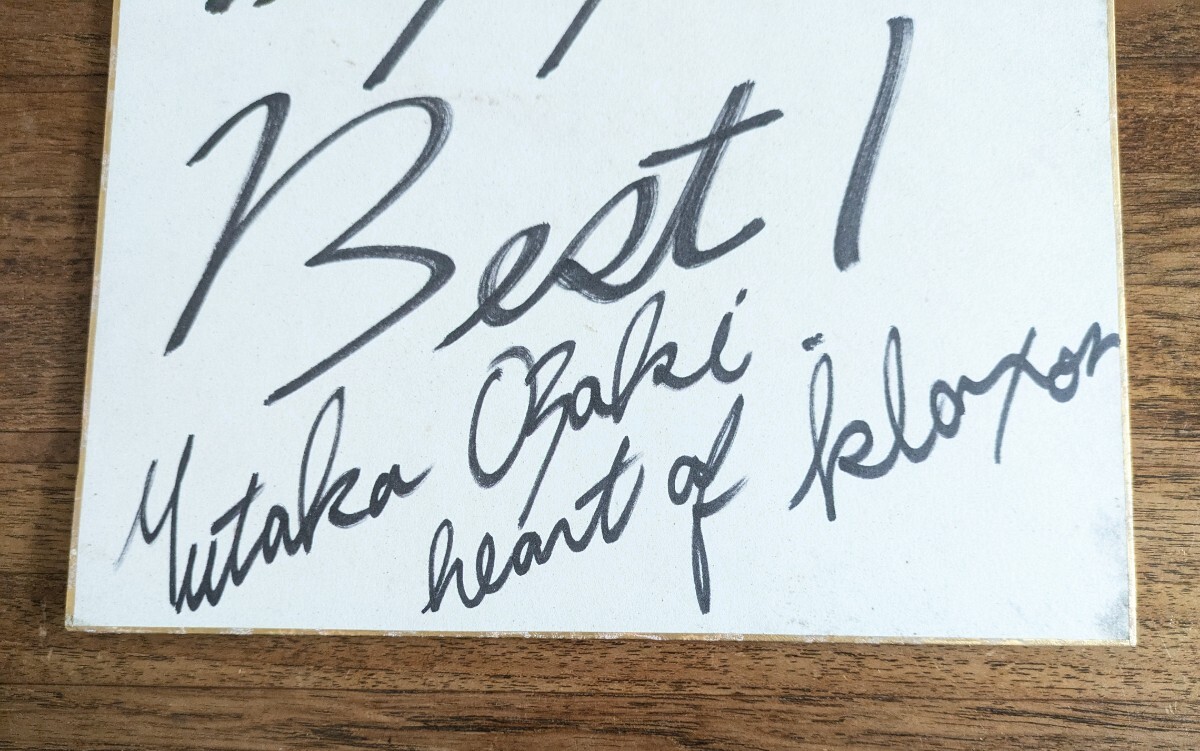 Best!
Yutaka Ozaki
heart of klaxon